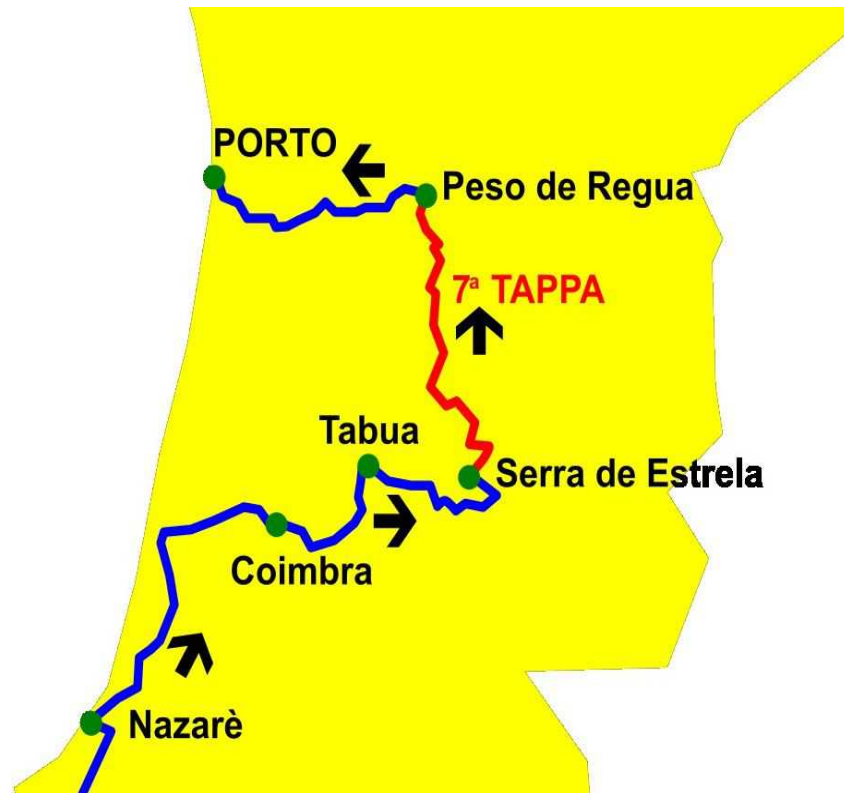 PORTO
Peso de Regua
7ª TAPPA
Tabua
Serra de Estrela
Coimbra
Nazarè